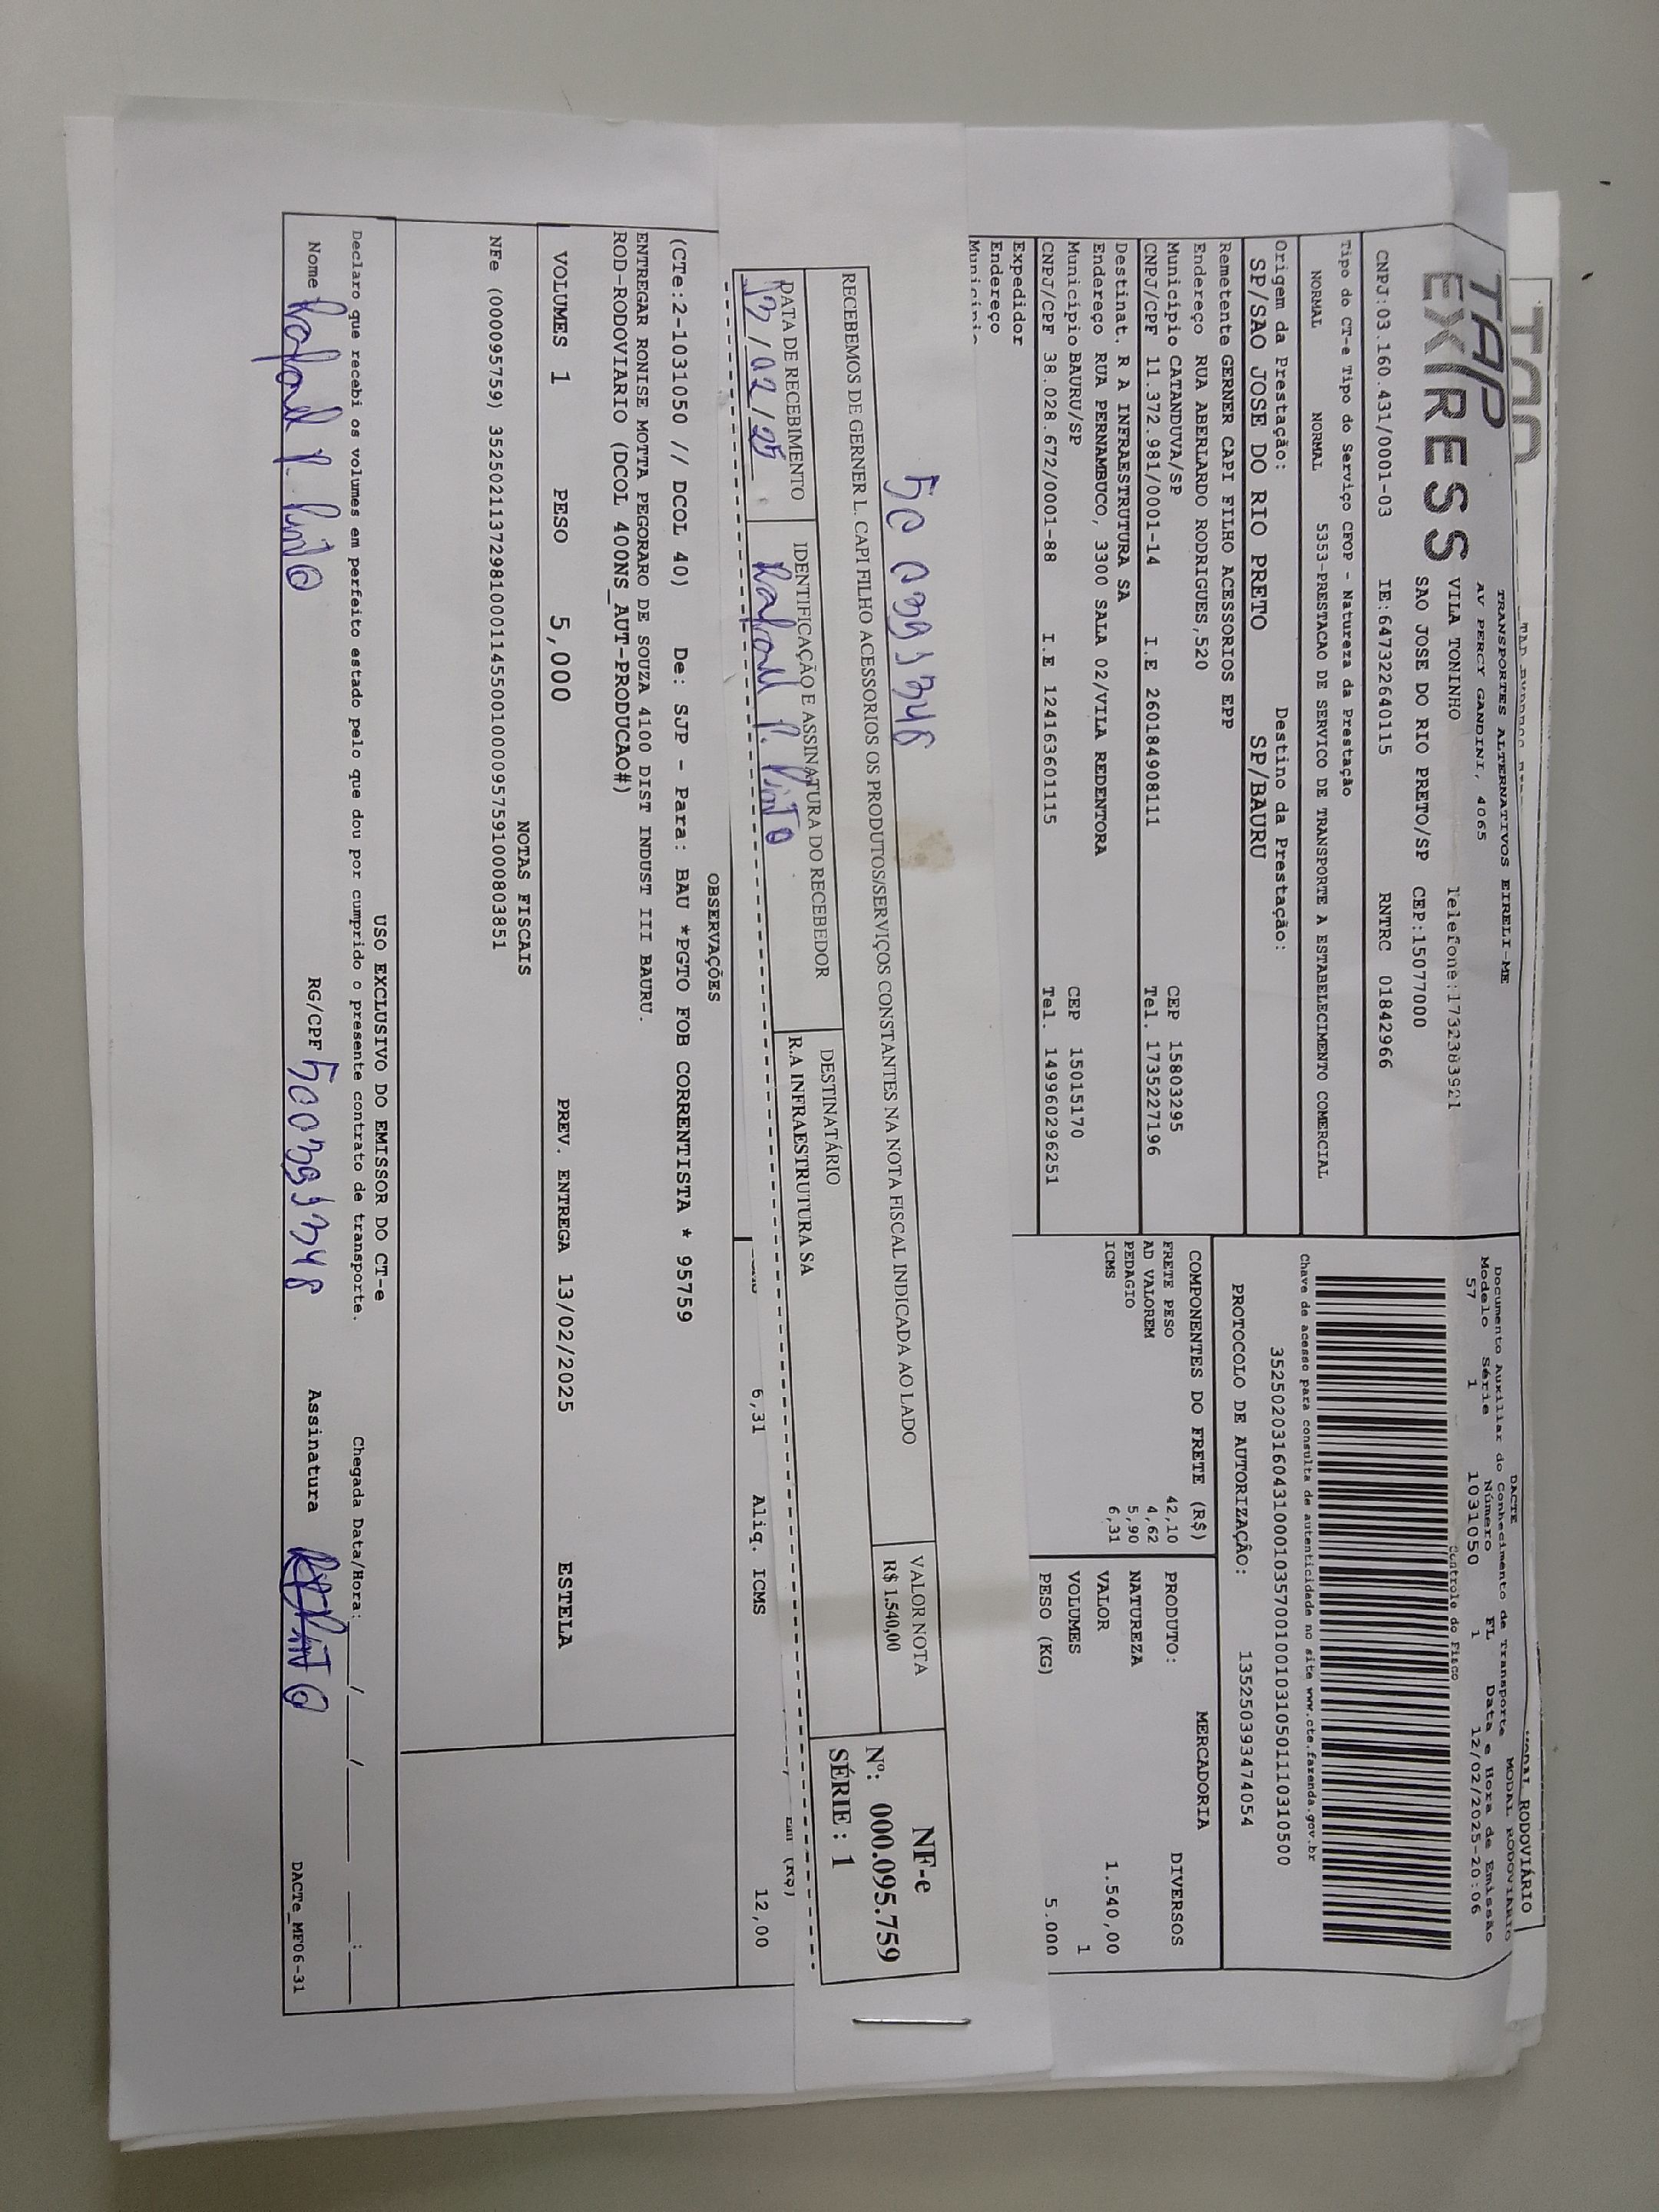 TAP
EXPRESS
TRANSPORTES ALTERNATIVOS EIRELI-ME
AV PERCY GANDINI, 4065
VILA TONINHO Telefone:1732383921
SAO JOSE DO RIO PRETO/SP CEP:15077000
CNPJ:03.160.431/0001-03 IE:647322640115 RNTRC 01842966
Tipo do CT-e Tipo do Serviço CFOP - Natureza da Prestação
NORMAL NORMAL 5353-PRESTACAO DE SERVICO DE TRANSPORTE A ESTABELECIMENTO COMERCIAL
Origem da Prestação: Destino da Prestação:
SP/SAO JOSE DO RIO PRETO SP/BAURU
Remetente GERNER CAPI FILHO ACESSORIOS EPP
Endereço RUA ABERLARDO RODRIGUES,520
Município CATANDUVA/SP CEP 15803295
CNPJ/CPF 11.372.981/0001-14 I.E 260184908111 Tel. 1735227196
Destinat. R A INFRAESTRUTURA SA
Endereço RUA PERNAMBUCO, 3300 SALA 02/VILA REDENTORA
Município BAURU/SP CEP 15015170
CNPJ/CPF 38.028.672/0001-88 I.E 124163601115 Tel. 149960296251
Expedidor
Endereço
Município
MODAL RODOVIÁRIO
DACTE MODAL RODOVIARIO
Documento Auxiliar do Conhecimento de Transporte
Modelo Série Número FL Data e Hora de Emissão
57 1 1031050 1 12/02/2025-20:06
Controle do Fisco
Chave de acesso para consulta de autenticidade no site www.cte.fazenda.gov.br
35250203160431000103570010010310501110310500
PROTOCOLO DE AUTORIZAÇÃO: 135250393474054
COMPONENTES DO FRETE (R$)
FRETE PESO 42,10
AD VALOREM 4,62
PEDAGIO 5,90
ICMS 6,31
MERCADORIA
PRODUTO: DIVERSOS
NATUREZA
VALOR 1.540,00
VOLUMES 1
PESO (KG) 5.000
RECEBEMOS DE GERNER L. CAPI FILHO ACESSORIOS OS PRODUTOS/SERVIÇOS CONSTANTES NA NOTA FISCAL INDICADA AO LADO
VALOR NOTA
R$ 1.540,00
NF-e
Nº: 000.095.759
SÉRIE : 1
DATA DE RECEBIMENTO
13/02/25
IDENTIFICAÇÃO E ASSINATURA DO RECEBEDOR
Rafael P. Pinto
DESTINATÁRIO
R.A INFRAESTRUTURA SA
6,31 Aliq. ICMS 12,00
OBSERVAÇÕES
(CTe:2-1031050 // DCOL 40) De: SJP - Para: BAU *PGTO FOB CORRENTISTA * 95759
ENTREGAR RONISE MOTTA PEGORARO DE SOUZA 4100 DIST INDUST III BAURU.
ROD-RODOVIARIO (DCOL 400NS_AUT-PRODUCAO#)
VOLUMES 1 PESO 5,000 PREV. ENTREGA 13/02/2025 ESTELA
NOTAS FISCAIS
NFe (000095759) 35250211372981000114550010000957591000803851
USO EXCLUSIVO DO EMISSOR DO CT-e
Declaro que recebi os volumes em perfeito estado pelo que dou por cumprido o presente contrato de transporte. Chegada Data/Hora: ___/___/_____ ___:___
Nome Rafael P. Pinto RG/CPF Assinatura
DACTe_MF06-31